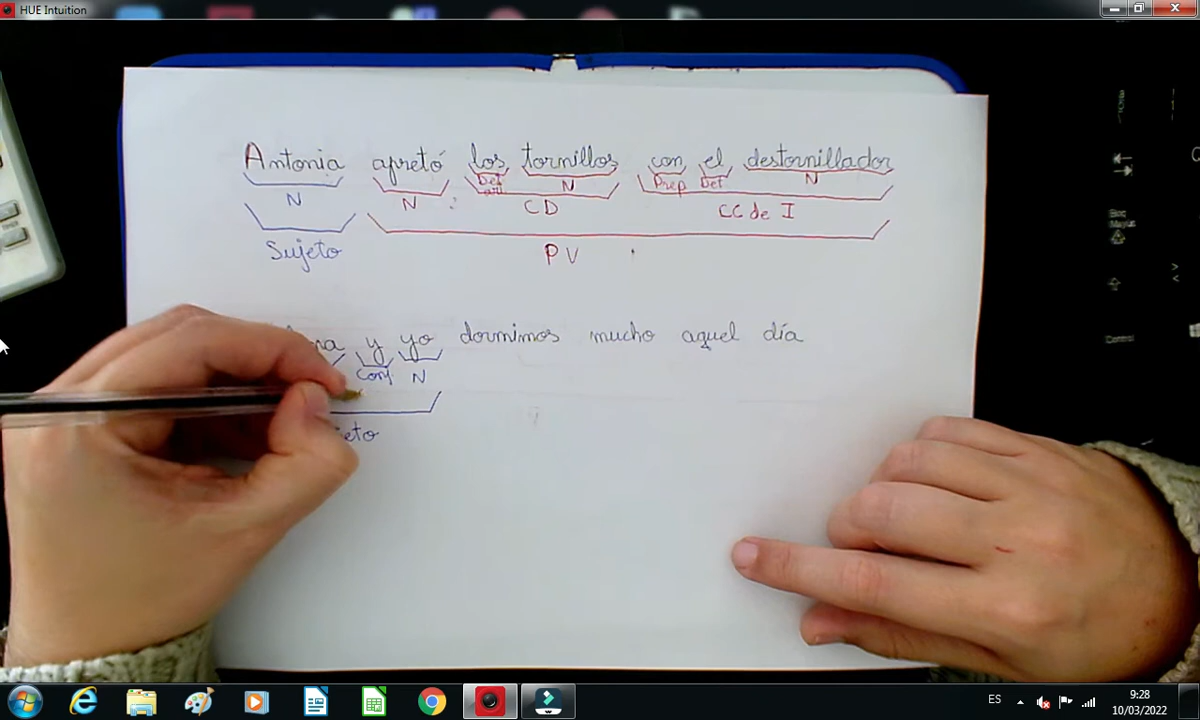 HUE Intuition
Antonia apretó los tornillos con el destornillador
Det N Prep Det N
N N CD CC de I
Sujeto PV
y yo dormimos mucho aquel día
Conj N
ES
9:28
10/03/2022